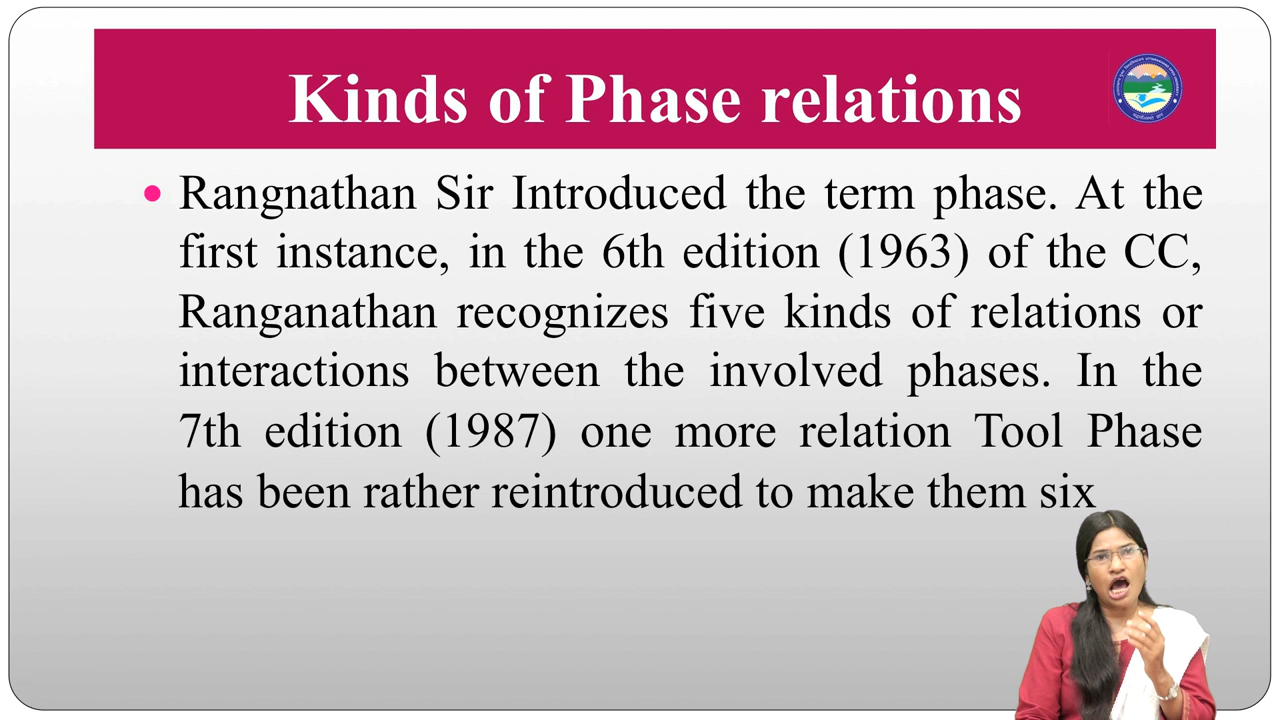 Kinds of Phase relations
Rangnathan Sir Introduced the term phase. At the
first instance, in the 6th edition (1963) of the CC,
Ranganathan recognizes five kinds of relations or
interactions between the involved phases. In the
7th edition (1987) one more relation Tool Phase
has been rather reintroduced to make them six